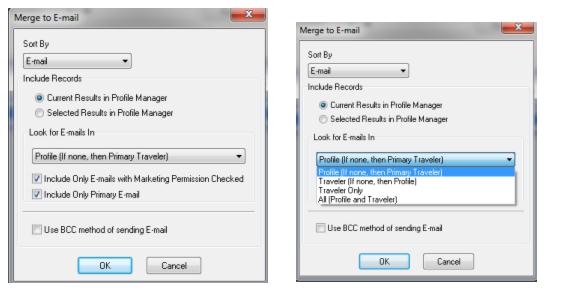 Merge to E-mail
Sort By
E-mail
Include Records
Current Results in Profile Manager
Selected Results in Profile Manager
Look for E-mails In
Profile (If none, then Primary Traveler)
Include Only E-mails with Marketing Permission Checked
Include Only Primary E-mail
Use BCC method of sending E-mail
OK
Cancel
Merge to E-mail
Sort By
E-mail
Include Records
Current Results in Profile Manager
Selected Results in Profile Manager
Look for E-mails In
Profile (If none, then Primary Traveler)
Profile (If none, then Primary Traveler)
Traveler (If none, then Profile)
Traveler Only
All (Profile and Traveler)
Use BCC method of sending E-mail
OK
Cancel